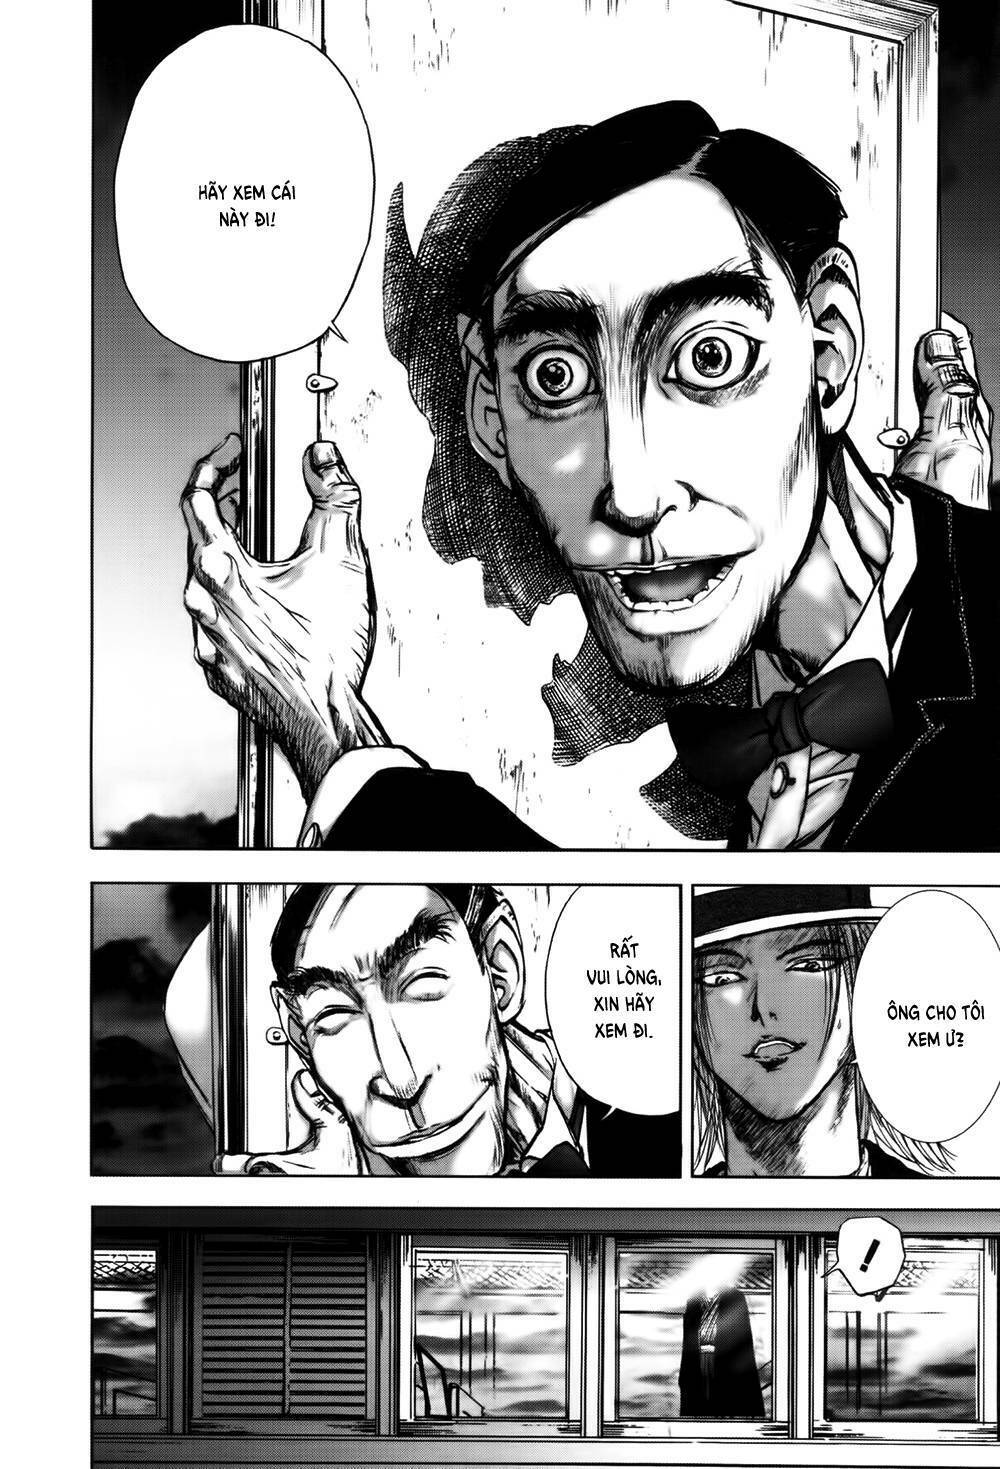 HÃY XEM CÁI
NÀY ĐI!
ÔNG CHO TÔI
XEM Ư?
RẤT
VUI LÒNG,
XIN HÃY
XEM ĐI.
!